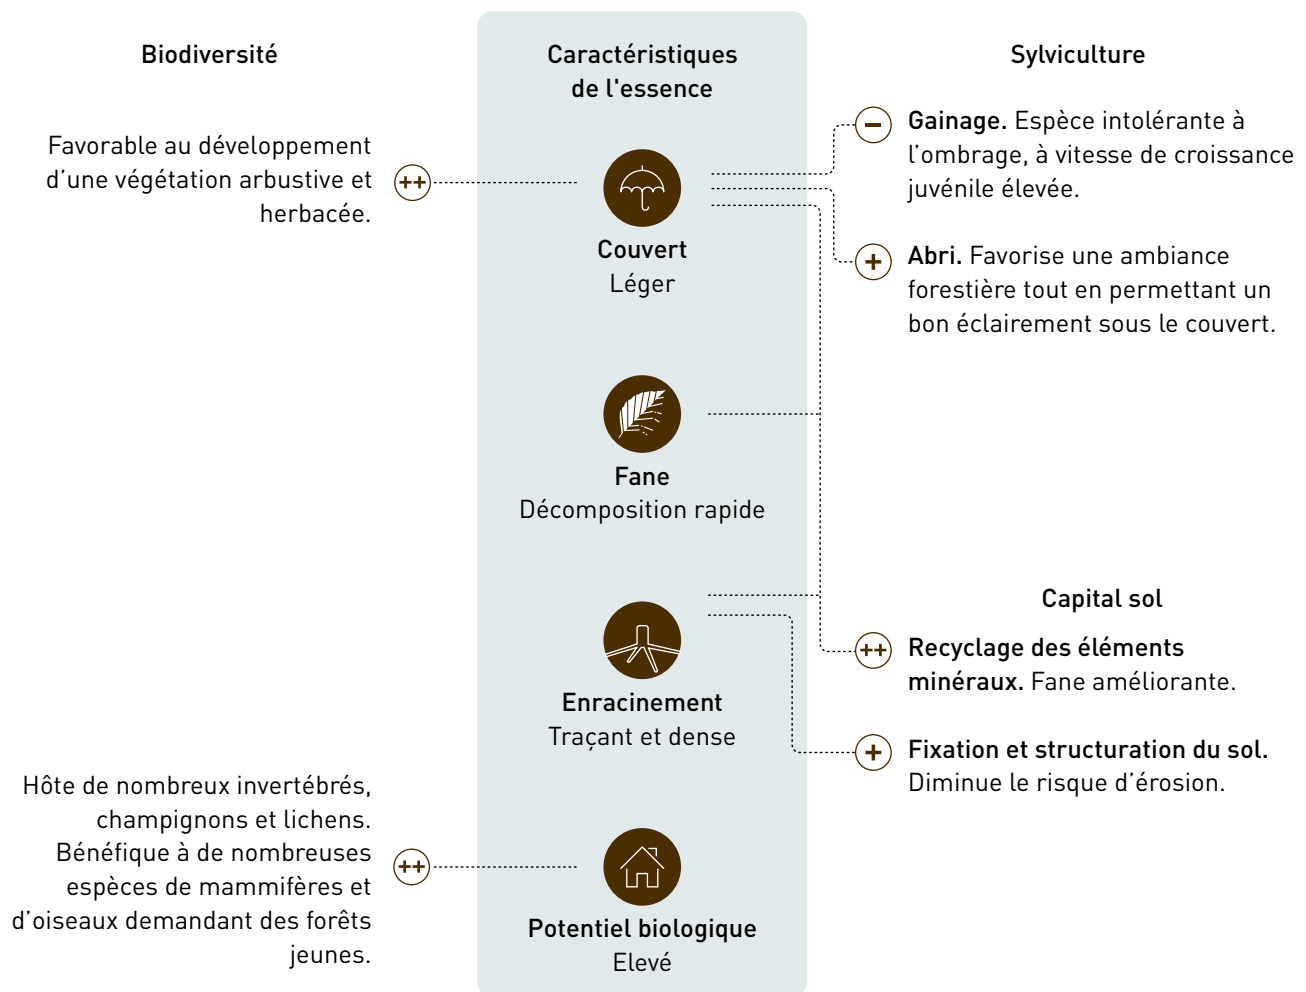 Biodiversité
Favorable au développement
d’une végétation arbustive et
herbacée.
++
Hôte de nombreux invertébrés,
champignons et lichens.
Bénéfique à de nombreuses
espèces de mammifères et
d’oiseaux demandant des forêts
jeunes.
++
Caractéristiques
de l'essence
Couvert
Léger
Fane
Décomposition rapide
Enracinement
Traçant et dense
Potentiel biologique
Elevé
Sylviculture
−
Gainage. Espèce intolérante à
l’ombrage, à vitesse de croissance
juvénile élevée.
+
Abri. Favorise une ambiance
forestière tout en permettant un
bon éclairement sous le couvert.
Capital sol
++
Recyclage des éléments
minéraux. Fane améliorante.
+
Fixation et structuration du sol.
Diminue le risque d’érosion.